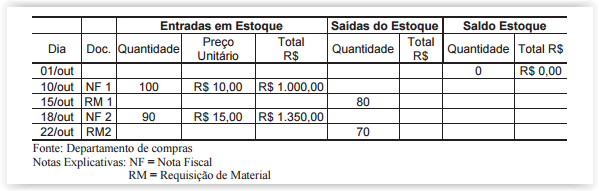 Entradas em Estoque Saídas do Estoque Saldo Estoque
Dia Doc. Quantidade Preço Unitário Total R$ Quantidade Total R$ Quantidade Total R$
01/out 0 R$ 0,00
10/out NF 1 100 R$ 10,00 R$ 1.000,00
15/out RM 1 80
18/out NF 2 90 R$ 15,00 R$ 1.350,00
22/out RM2 70
Fonte: Departamento de compras
Notas Explicativas: NF = Nota Fiscal
RM = Requisição de Material